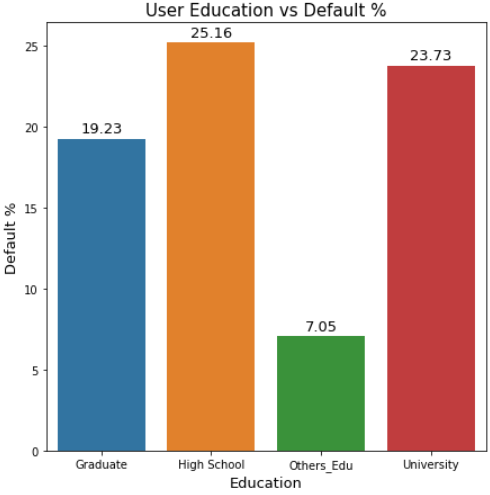 User Education vs Default %
25.16
23.73
19.23
7.05
25
20
15
10
5
0
Default %
Graduate High School Others_Edu University
Education